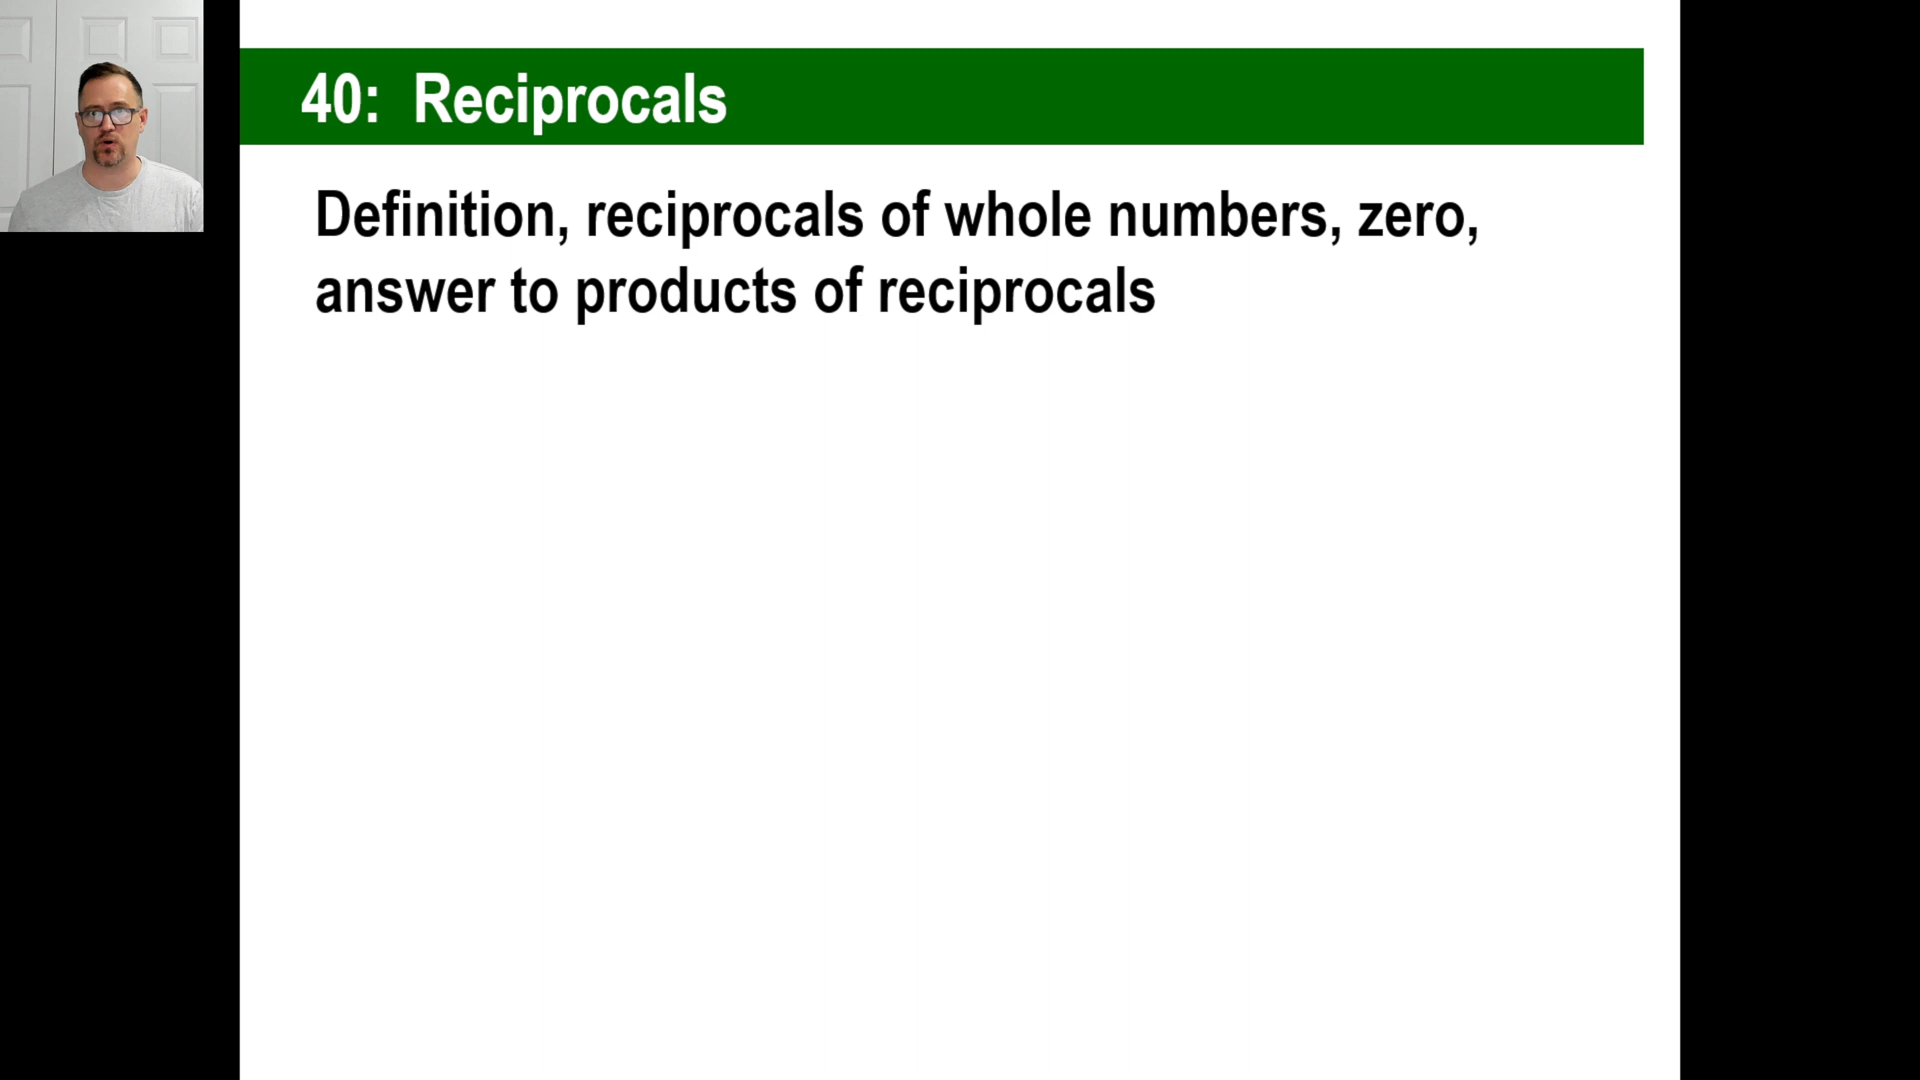 40: Reciprocals
Definition, reciprocals of whole numbers, zero,
answer to products of reciprocals